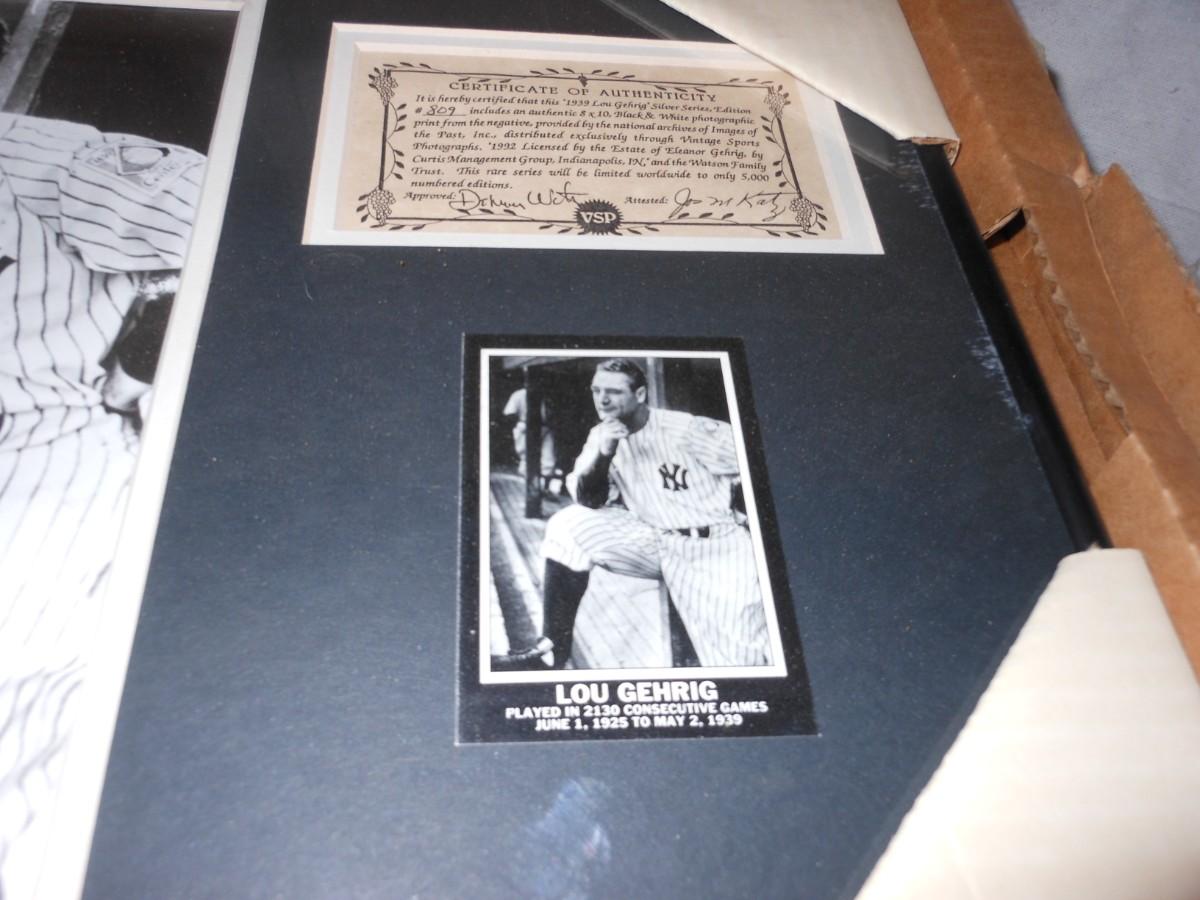 CERTIFICATE OF AUTHENTICITY
It is hereby certified that this '1939 Lou Gehrig' Silver Series, Edition
# 809 includes an authentic 8 x 10, Black & White photographic
print from the negative, provided by the national archives of Images of
the Past, Inc., distributed exclusively through Vintage Sports
Photographs. '1992 Licensed by the Estate of Eleanor Gehrig, by
Curtis Management Group, Indianapolis, IN,' and the Watson Family
Trust. This rare series will be limited worldwide to only 5,000
numbered editions.
Approved: Attested:
VSP
NY
LOU GEHRIG
PLAYED IN 2130 CONSECUTIVE GAMES
JUNE 1, 1925 TO MAY 2, 1939